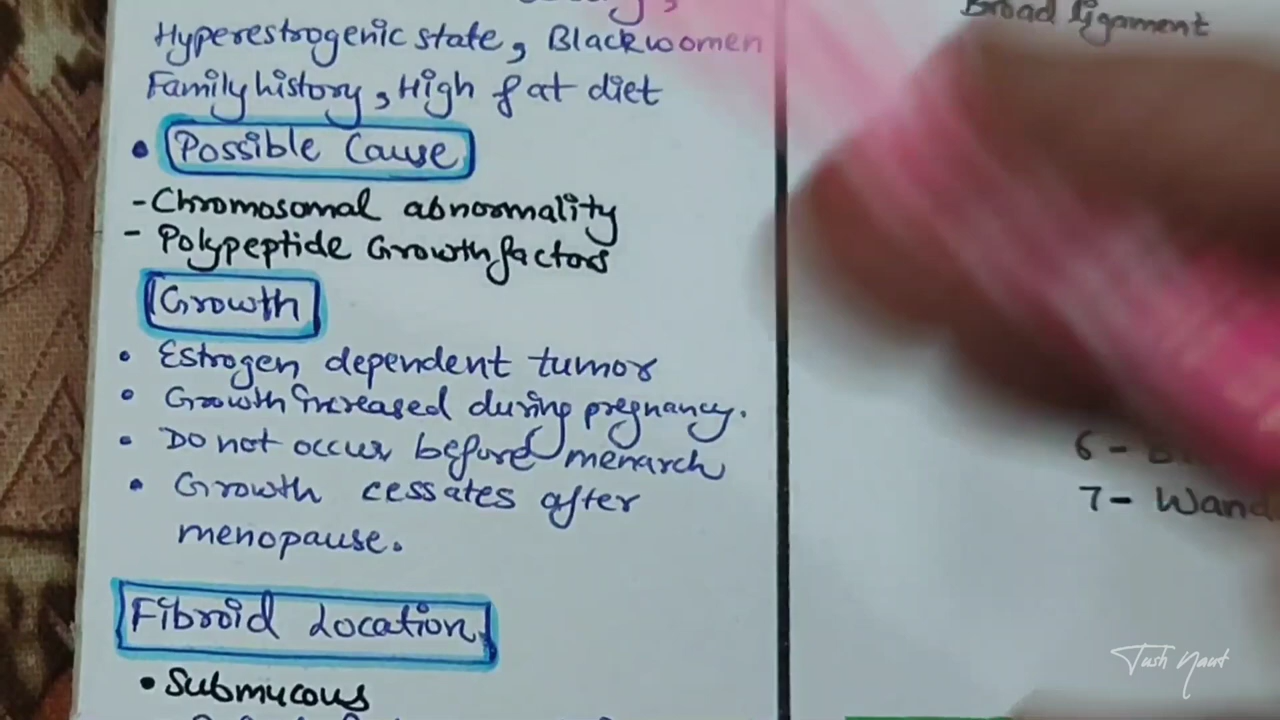 Hyperestrogenic state, Black women
Family history, High fat diet
• Possible Cause
- Chromosomal abnormality
- Polypeptide Growth factors
Growth
• Estrogen dependent tumor
• Growth increased during pregnancy.
• Do not occur before menarch
• Growth cessates after
menopause.
Fibroid Location
• Submucous
Broad ligament
6 -
7 - Wand
Tush Naut